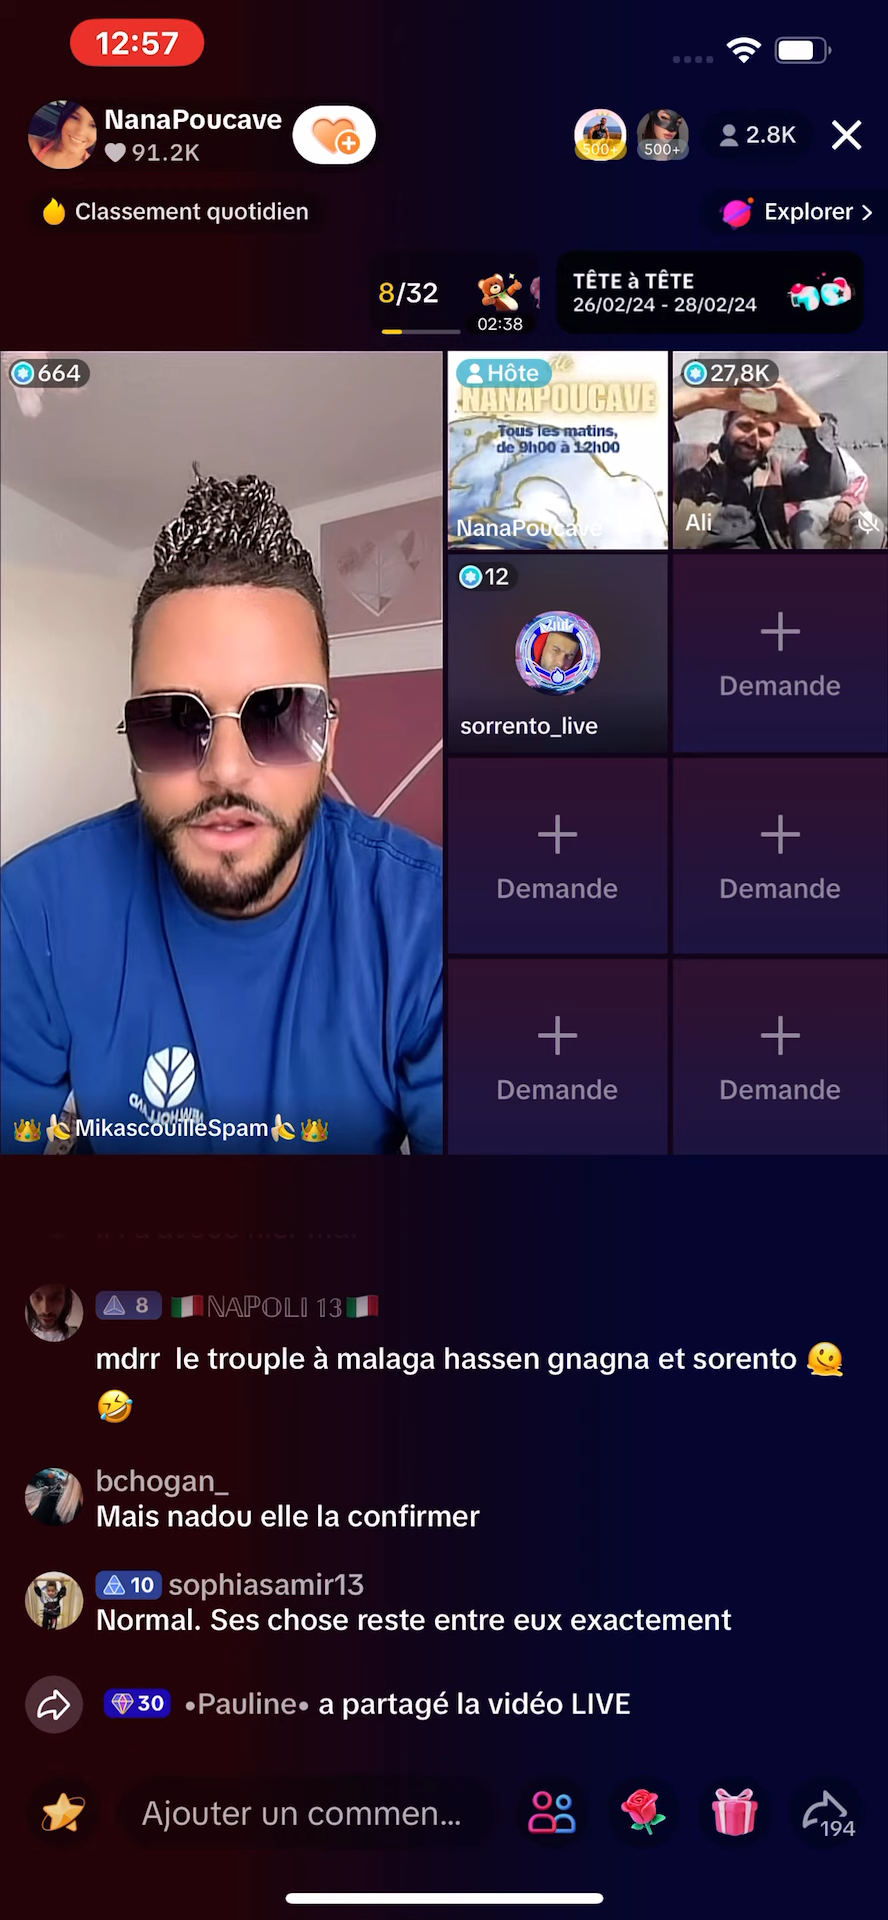 12:57
NanaPoucave
91.2K
500+
500+
2.8K
Classement quotidien
Explorer
8/32
02:38
TÊTE à TÊTE
26/02/24 - 28/02/24
664
Hôte
de
NANAPOUCAVE
Tous les matins,
de 9h00 à 12h00
NanaPoucave
27,8K
Ali
12
sorrento_live
Demande
Demande
Demande
Demande
Demande
NEW HOLLAND
👑🍌MikascouilleSpam🍌👑
8 🇮🇹ℕ𝔸ℙ𝕆𝕃𝕀 𝟙𝟛🇮🇹
mdrr le trouple à malaga hassen gnagna et sorento 🫠
🤣
bchogan_
Mais nadou elle la confirmer
10 sophiasamir13
Normal. Ses chose reste entre eux exactement
30 •Pauline• a partagé la vidéo LIVE
Ajouter un commen...
194